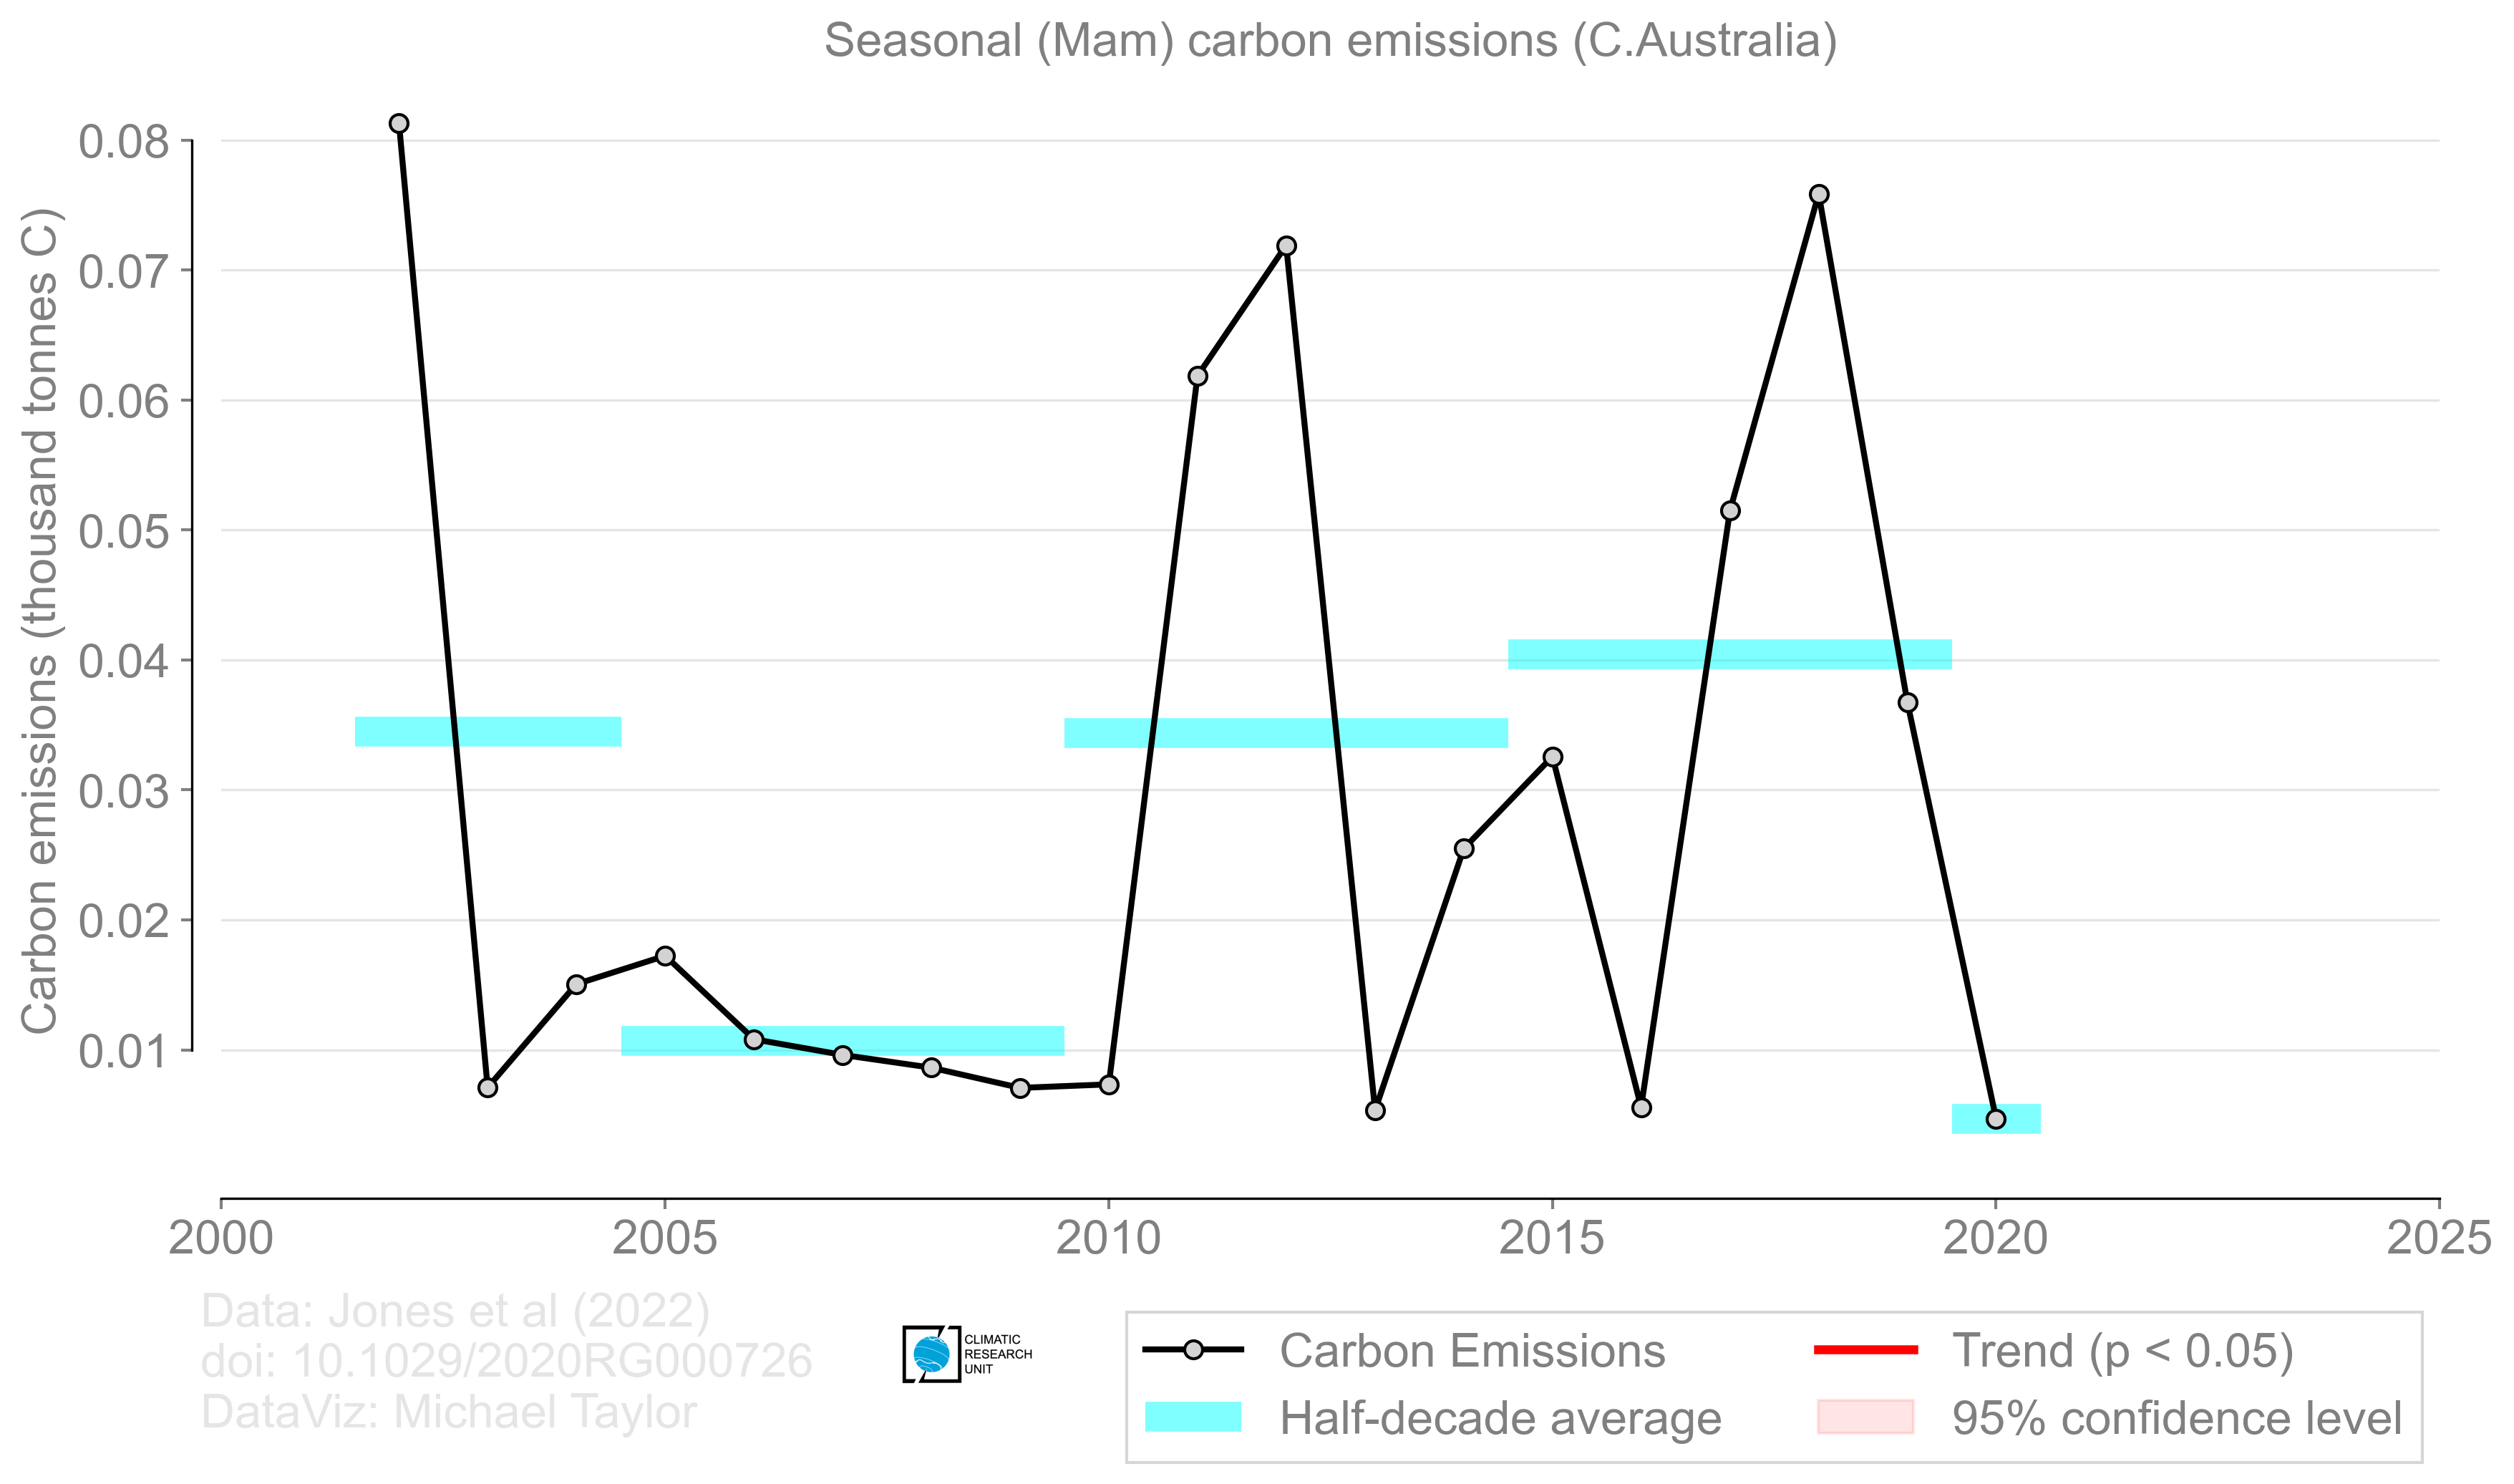 Seasonal (Mam) carbon emissions (C.Australia)
Carbon emissions (thousand tonnes C)
0.08
0.07
0.06
0.05
0.04
0.03
0.02
0.01
2000 2005 2010 2015 2020 2025
Data: Jones et al (2022)
doi: 10.1029/2020RG000726
DataViz: Michael Taylor
CLIMATIC
RESEARCH
UNIT
Carbon Emissions
Half-decade average
Trend (p < 0.05)
95% confidence level